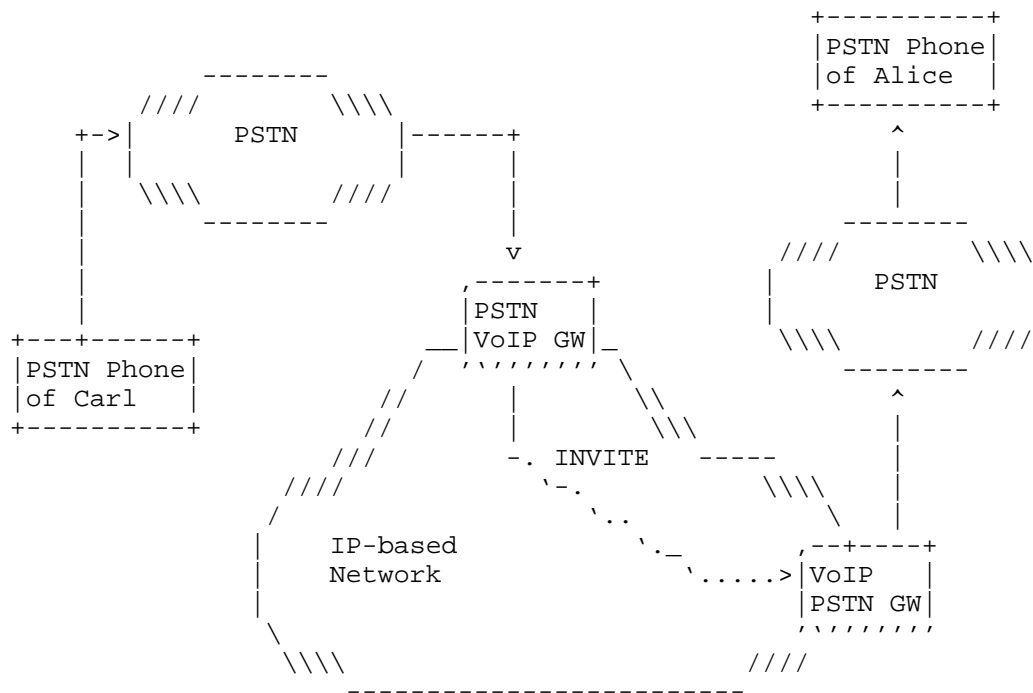 PSTN Phone
of Alice
PSTN
PSTN
PSTN
VoIP GW
PSTN Phone
of Carl
INVITE
IP-based
Network
VoIP
PSTN GW